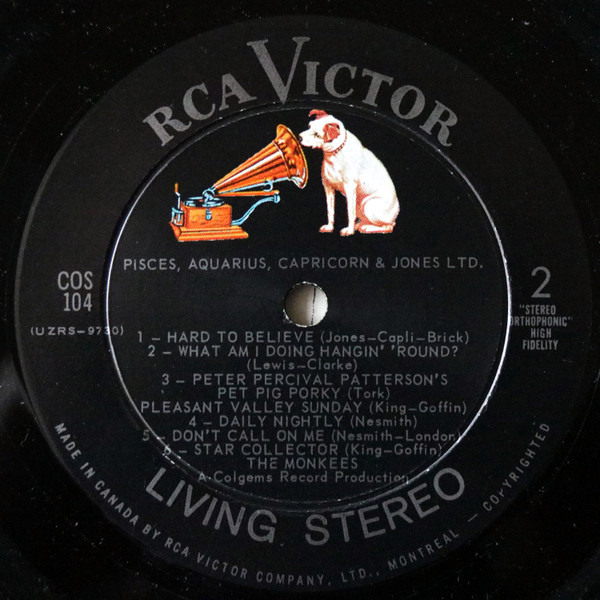 RCA VICTOR
PISCES, AQUARIUS, CAPRICORN & JONES LTD.
COS
104
(UZRS-9730)
2
"STEREO
ORTHOPHONIC"
HIGH
FIDELITY
1 – HARD TO BELIEVE (Jones–Capli–Brick)
2 – WHAT AM I DOING HANGIN' 'ROUND?
(Lewis–Clarke)
3 – PETER PERCIVAL PATTERSON'S
PET PIG PORKY (Tork)
PLEASANT VALLEY SUNDAY (King–Goffin)
4 – DAILY NIGHTLY (Nesmith)
5 – DON'T CALL ON ME (Nesmith–London)
6 – STAR COLLECTOR (King–Goffin)
THE MONKEES
A Colgems Record Production
LIVING STEREO
MADE IN CANADA BY RCA VICTOR COMPANY, LTD., MONTREAL – COPYRIGHTED